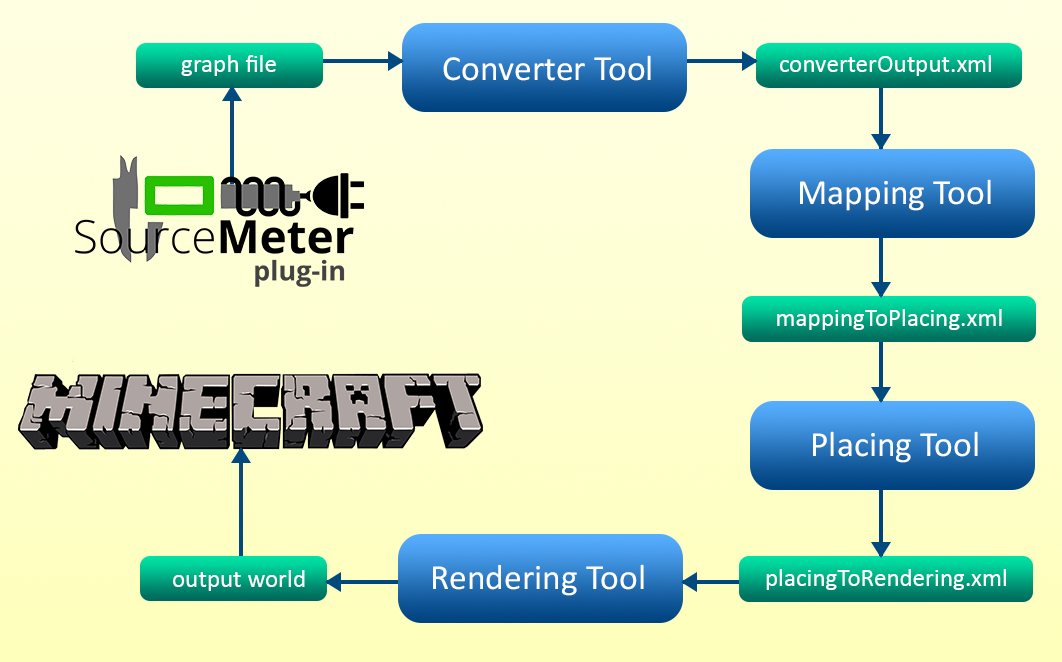 graph file
Converter Tool
converterOutput.xml
SourceMeter
plug-in
Mapping Tool
mappingToPlacing.xml
MINECRAFT
Placing Tool
output world
Rendering Tool
placingToRendering.xml